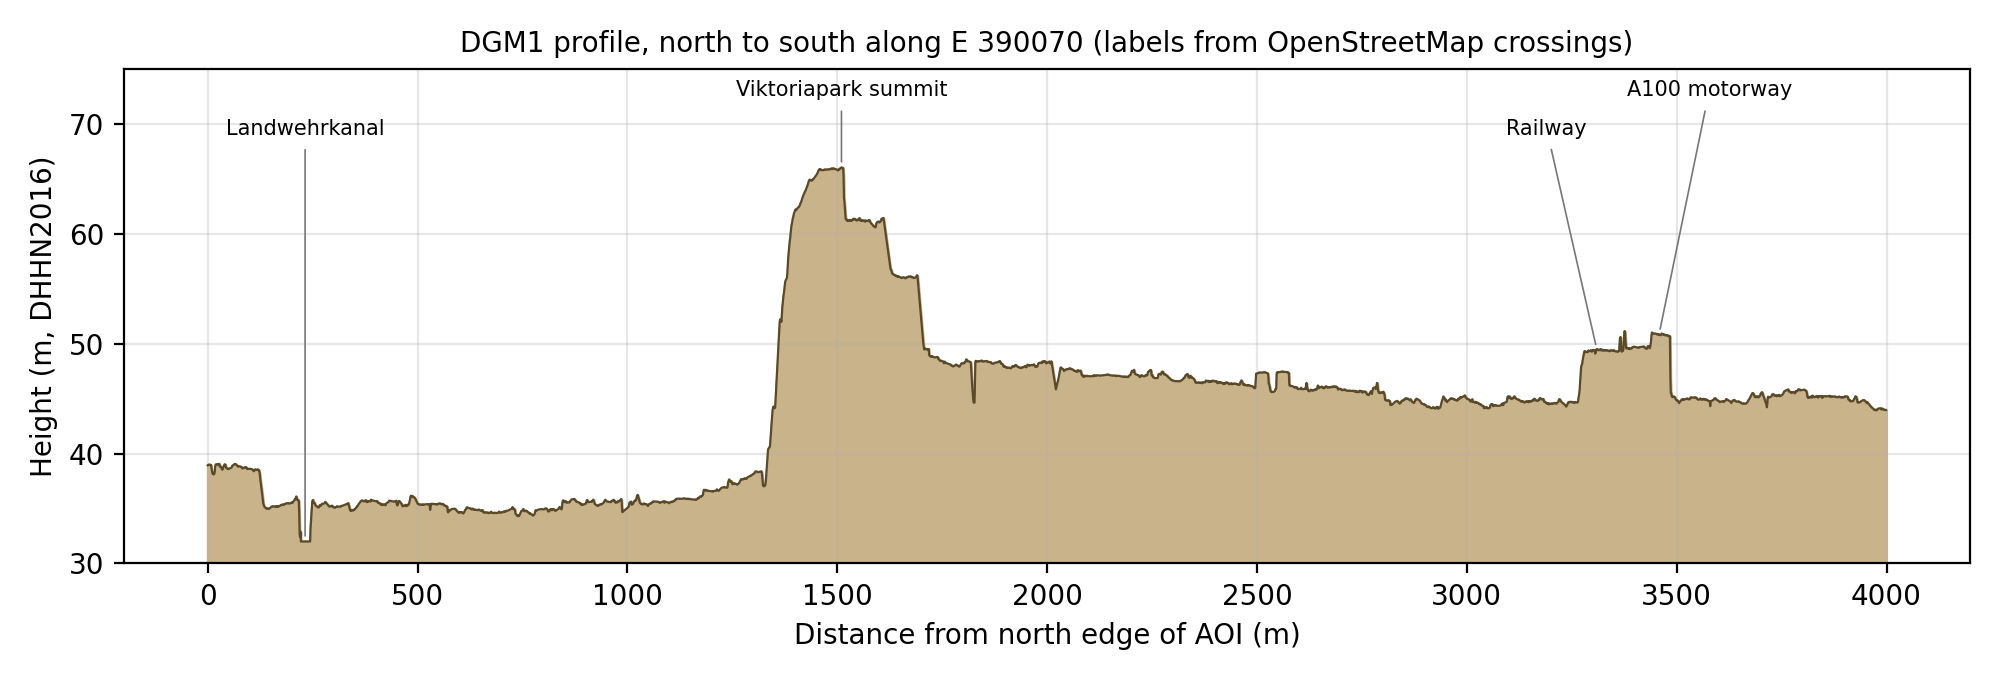 DGM1 profile, north to south along E 390070 (labels from OpenStreetMap crossings)
Viktoriapark summit
A100 motorway
Landwehrkanal
Railway
Height (m, DHHN2016)
70
60
50
40
30
0 500 1000 1500 2000 2500 3000 3500 4000
Distance from north edge of AOI (m)